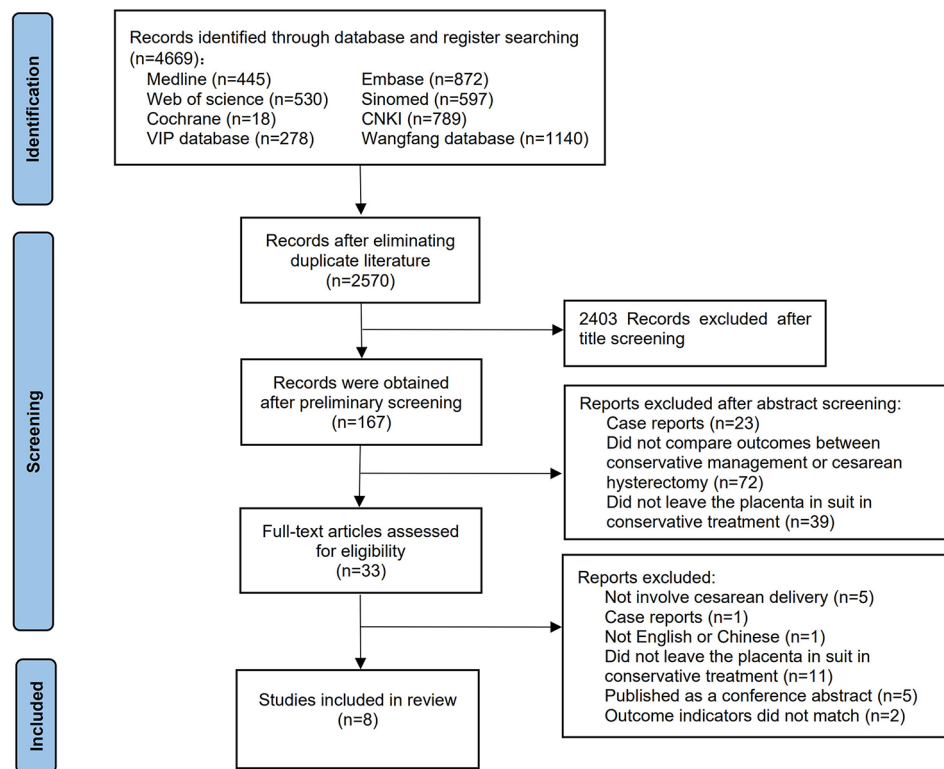 Identification
Records identified through database and register searching
(n=4669):
Medline (n=445) Embase (n=872)
Web of science (n=530) Sinomed (n=597)
Cochrane (n=18) CNKI (n=789)
VIP database (n=278) Wangfang database (n=1140)
Screening
Records after eliminating
duplicate literature
(n=2570)
2403 Records excluded after
title screening
Records were obtained
after preliminary screening
(n=167)
Reports excluded after abstract screening:
Case reports (n=23)
Did not compare outcomes between
conservative management or cesarean
hysterectomy (n=72)
Did not leave the placenta in suit in
conservative treatment (n=39)
Full-text articles assessed
for eligibility
(n=33)
Reports excluded:
Not involve cesarean delivery (n=5)
Case reports (n=1)
Not English or Chinese (n=1)
Did not leave the placenta in suit in
conservative treatment (n=11)
Published as a conference abstract (n=5)
Outcome indicators did not match (n=2)
Included
Studies included in review
(n=8)